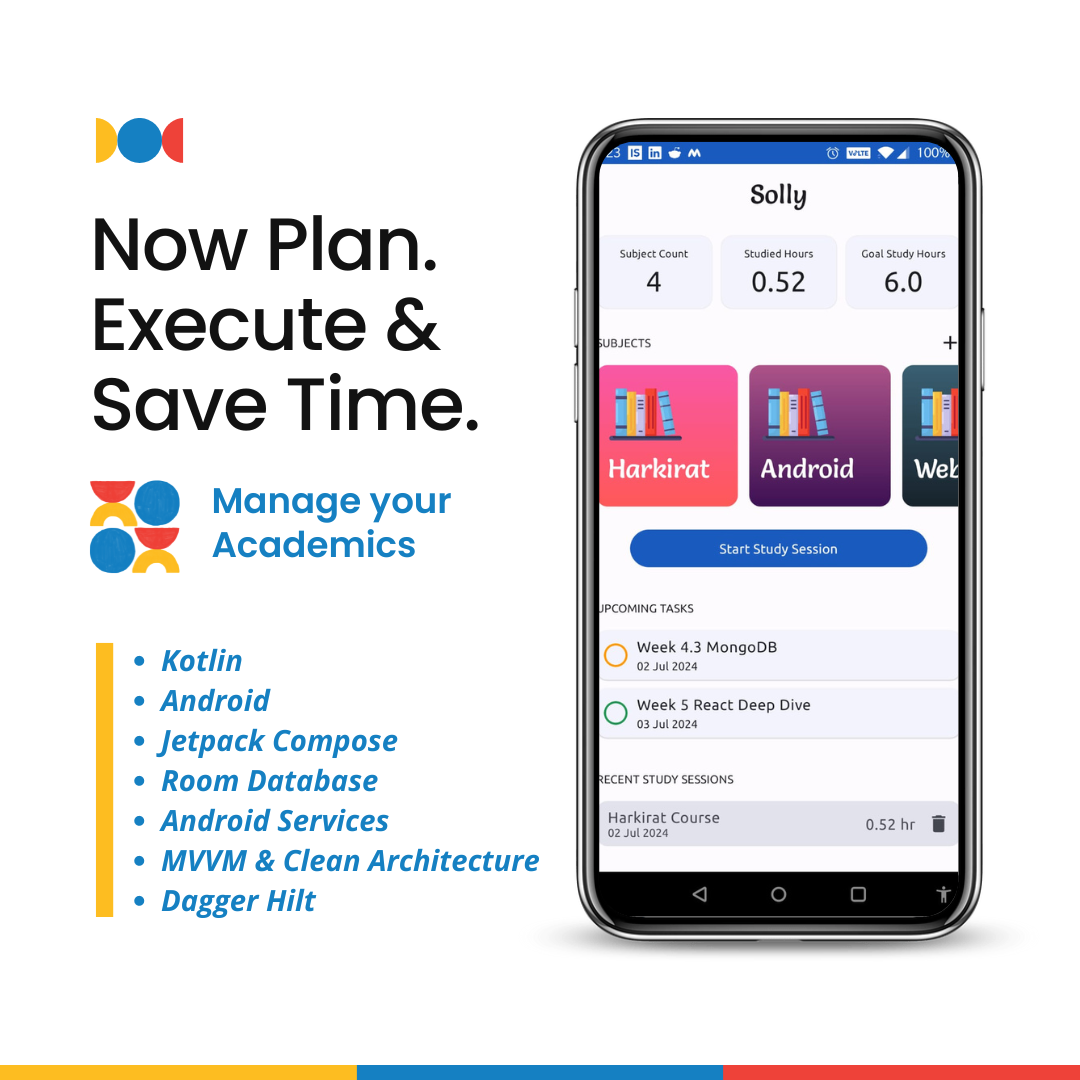 Now Plan.
Execute &
Save Time.
Manage your
Academics
• Kotlin
• Android
• Jetpack Compose
• Room Database
• Android Services
• MVVM & Clean Architecture
• Dagger Hilt
23 IS in VoLTE 100%
Solly
Subject Count
4
Studied Hours
0.52
Goal Study Hours
6.0
SUBJECTS +
Harkirat
Android
Web
Start Study Session
UPCOMING TASKS
Week 4.3 MongoDB
02 Jul 2024
Week 5 React Deep Dive
03 Jul 2024
RECENT STUDY SESSIONS
Harkirat Course
02 Jul 2024
0.52 hr